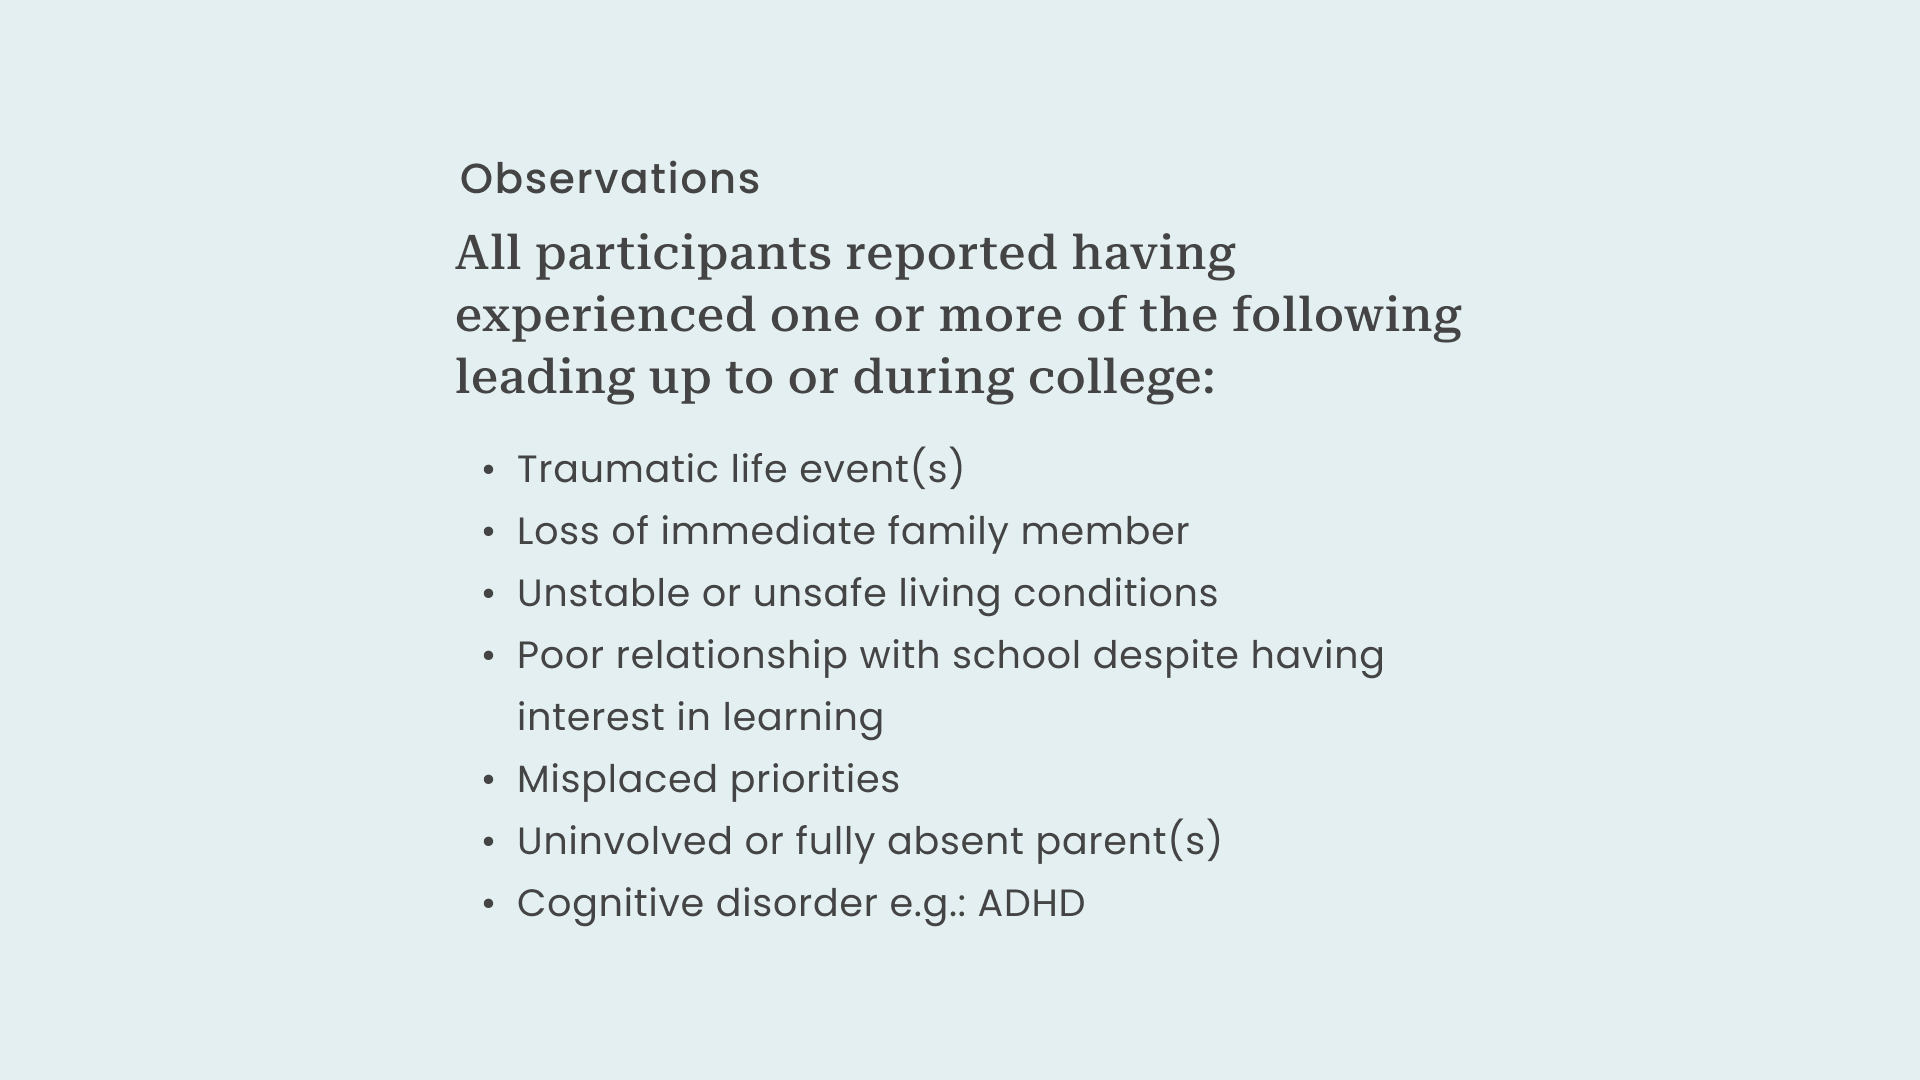 Observations
All participants reported having
experienced one or more of the following
leading up to or during college:
• Traumatic life event(s)
• Loss of immediate family member
• Unstable or unsafe living conditions
• Poor relationship with school despite having
interest in learning
• Misplaced priorities
• Uninvolved or fully absent parent(s)
• Cognitive disorder e.g.: ADHD